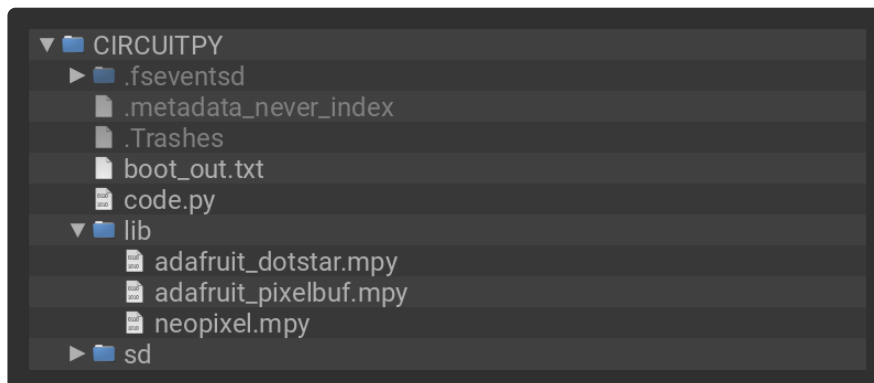 CIRCUITPY
.fseventsd
.metadata_never_index
.Trashes
boot_out.txt
code.py
lib
adafruit_dotstar.mpy
adafruit_pixelbuf.mpy
neopixel.mpy
sd